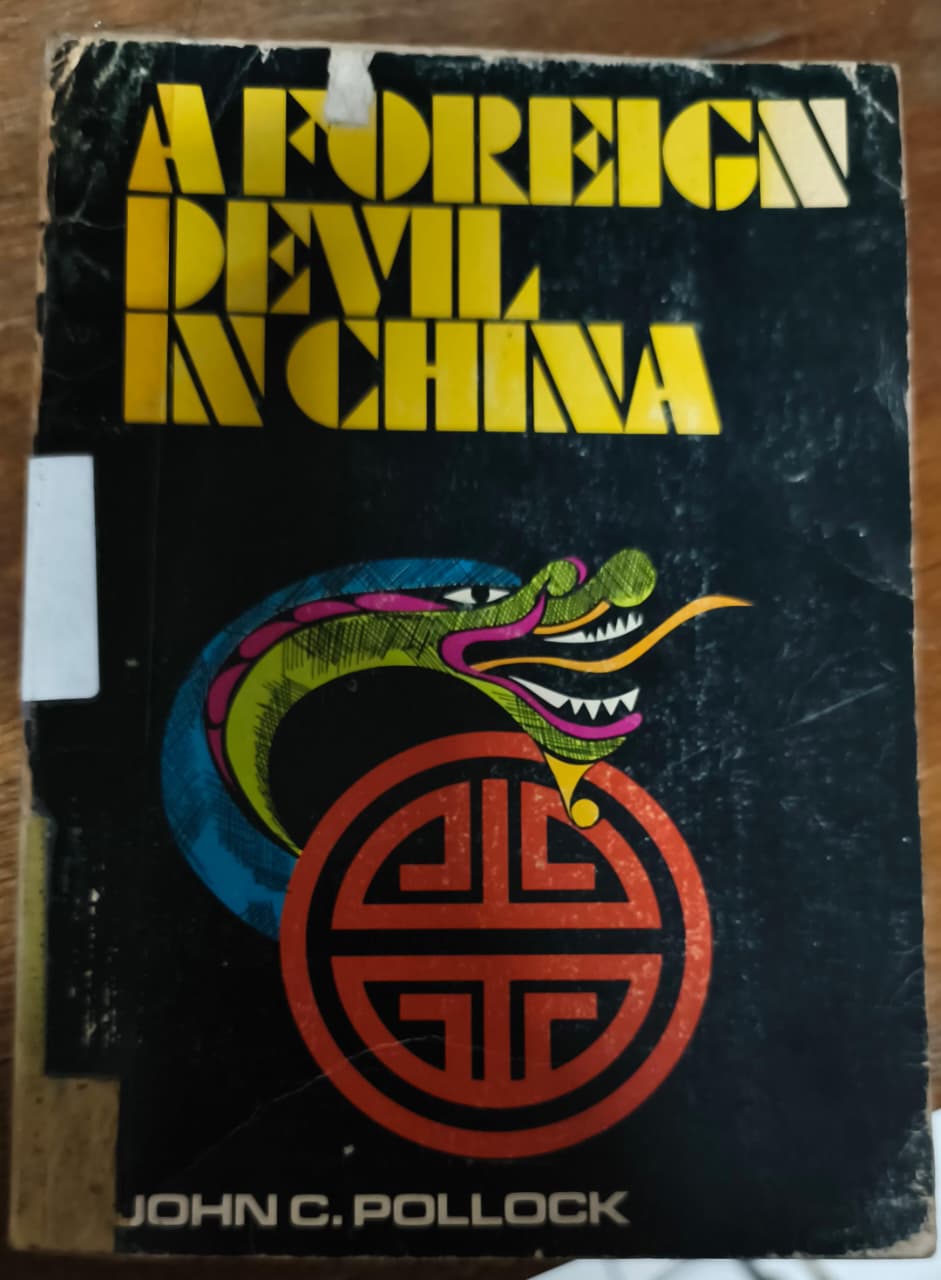 A FOREIGN
DEVIL
IN CHINA
JOHN C. POLLOCK